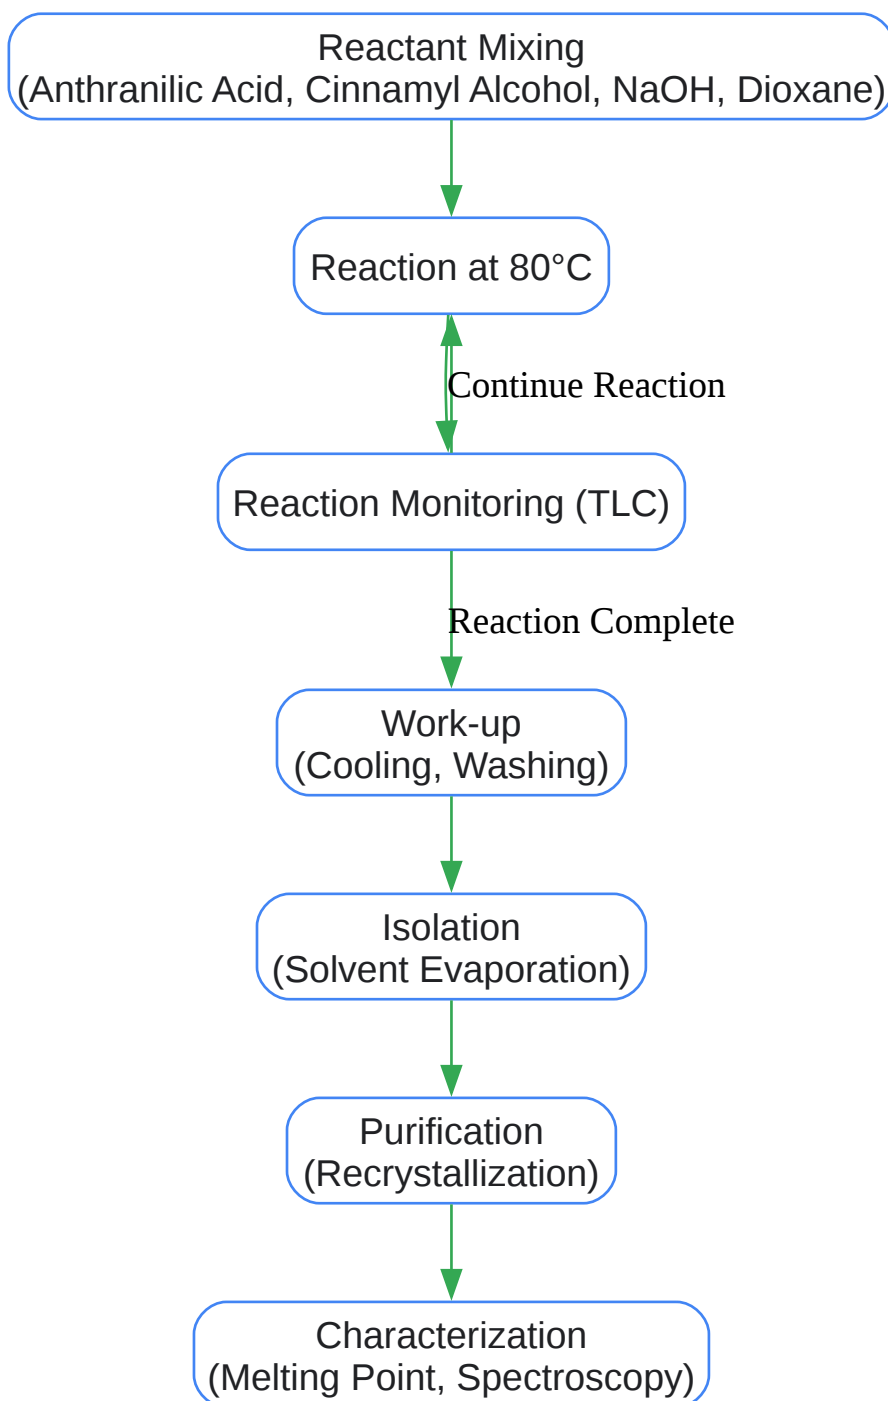 Reactant Mixing
(Anthranilic Acid, Cinnamyl Alcohol, NaOH, Dioxane)
Reaction at 80°C
Continue Reaction
Reaction Monitoring (TLC)
Reaction Complete
Work-up
(Cooling, Washing)
Isolation
(Solvent Evaporation)
Purification
(Recrystallization)
Characterization
(Melting Point, Spectroscopy)